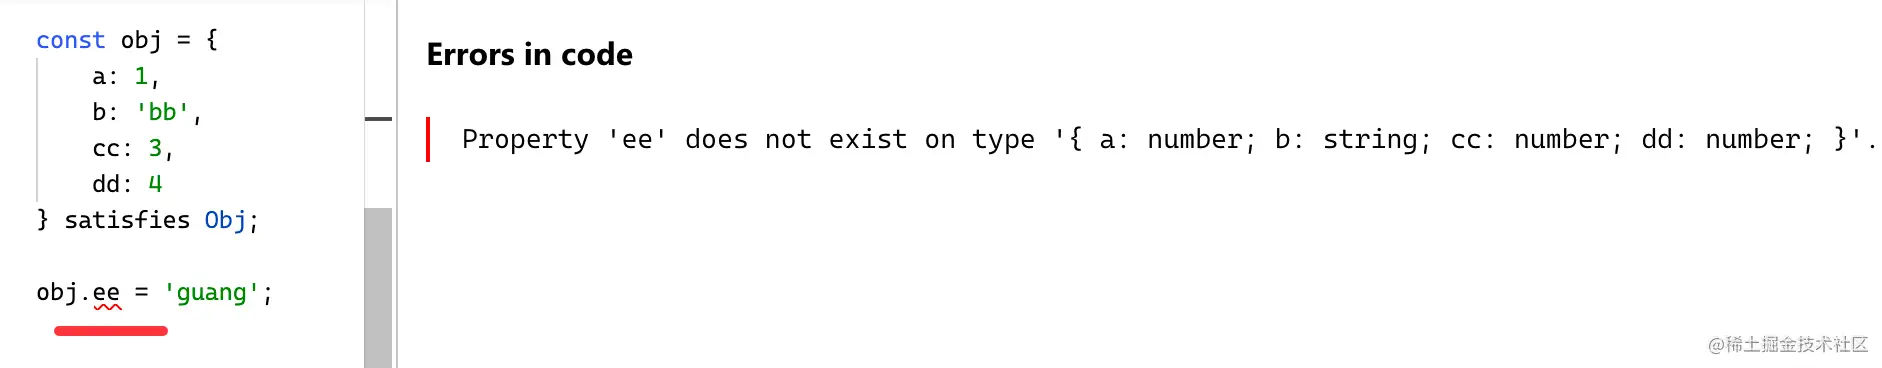 const obj = {
    a: 1,
    b: 'bb',
    cc: 3,
    dd: 4
} satisfies Obj;
obj.ee = 'guang';
Errors in code
Property 'ee' does not exist on type '{ a: number; b: string; cc: number; dd: number; }'.
@稀土掘金技术社区